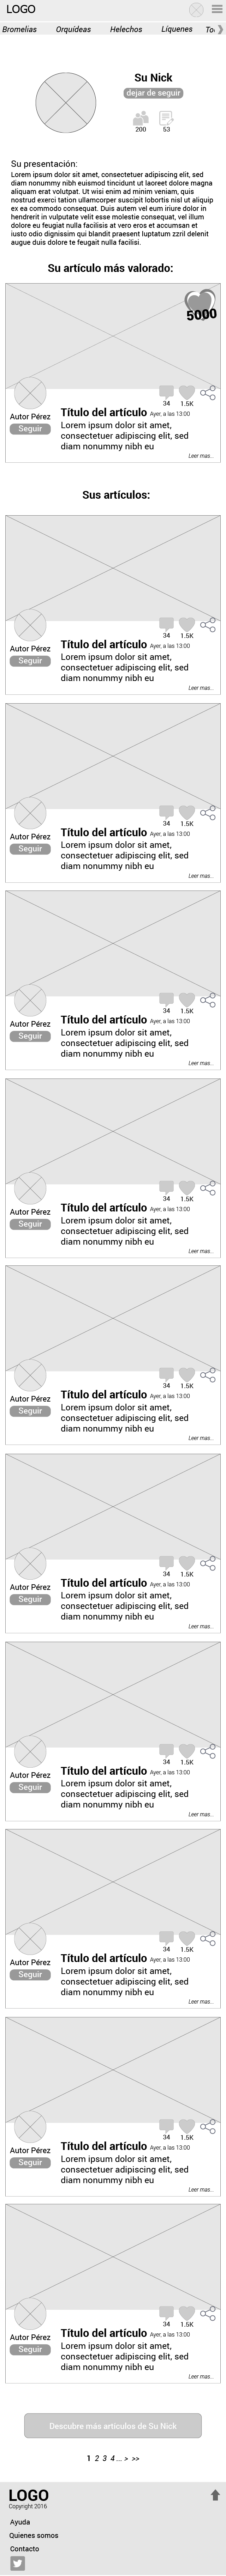 LOGO
Bromelias Orquídeas Helechos Líquenes
Su Nick
dejar de seguir
200 53
Su presentación:
Lorem ipsum dolor sit amet, consectetuer adipiscing elit, sed
diam nonummy nibh euismod tincidunt ut laoreet dolore magna
aliquam erat volutpat. Ut wisi enim ad minim veniam, quis
nostrud exerci tation ullamcorper suscipit lobortis nisl ut aliquip
ex ea commodo consequat. Duis autem vel eum iriure dolor in
hendrerit in vulputate velit esse molestie consequat, vel illum
dolore eu feugiat nulla facilisis at vero eros et accumsan et
iusto odio dignissim qui blandit praesent luptatum zzril delenit
augue duis dolore te feugait nulla facilisi.
Su artículo más valorado:
5000
34 1.5K
Autor Pérez
Seguir
Título del artículo Ayer, a las 13:00
Lorem ipsum dolor sit amet,
consectetuer adipiscing elit, sed
diam nonummy nibh eu
Leer mas...
Sus artículos:
34 1.5K
Autor Pérez
Seguir
Título del artículo Ayer, a las 13:00
Lorem ipsum dolor sit amet,
consectetuer adipiscing elit, sed
diam nonummy nibh eu
Leer mas...
34 1.5K
Autor Pérez
Seguir
Título del artículo Ayer, a las 13:00
Lorem ipsum dolor sit amet,
consectetuer adipiscing elit, sed
diam nonummy nibh eu
Leer mas...
34 1.5K
Autor Pérez
Seguir
Título del artículo Ayer, a las 13:00
Lorem ipsum dolor sit amet,
consectetuer adipiscing elit, sed
diam nonummy nibh eu
Leer mas...
34 1.5K
Autor Pérez
Seguir
Título del artículo Ayer, a las 13:00
Lorem ipsum dolor sit amet,
consectetuer adipiscing elit, sed
diam nonummy nibh eu
Leer mas...
34 1.5K
Autor Pérez
Seguir
Título del artículo Ayer, a las 13:00
Lorem ipsum dolor sit amet,
consectetuer adipiscing elit, sed
diam nonummy nibh eu
Leer mas...
34 1.5K
Autor Pérez
Seguir
Título del artículo Ayer, a las 13:00
Lorem ipsum dolor sit amet,
consectetuer adipiscing elit, sed
diam nonummy nibh eu
Leer mas...
34 1.5K
Autor Pérez
Seguir
Título del artículo Ayer, a las 13:00
Lorem ipsum dolor sit amet,
consectetuer adipiscing elit, sed
diam nonummy nibh eu
Leer mas...
34 1.5K
Autor Pérez
Seguir
Título del artículo Ayer, a las 13:00
Lorem ipsum dolor sit amet,
consectetuer adipiscing elit, sed
diam nonummy nibh eu
Leer mas...
34 1.5K
Autor Pérez
Seguir
Título del artículo Ayer, a las 13:00
Lorem ipsum dolor sit amet,
consectetuer adipiscing elit, sed
diam nonummy nibh eu
Leer mas...
34 1.5K
Autor Pérez
Seguir
Título del artículo Ayer, a las 13:00
Lorem ipsum dolor sit amet,
consectetuer adipiscing elit, sed
diam nonummy nibh eu
Leer mas...
Descubre más artículos de Su Nick
1 2 3 4 ... > >>
LOGO
Copyright 2016
Ayuda
Quienes somos
Contacto